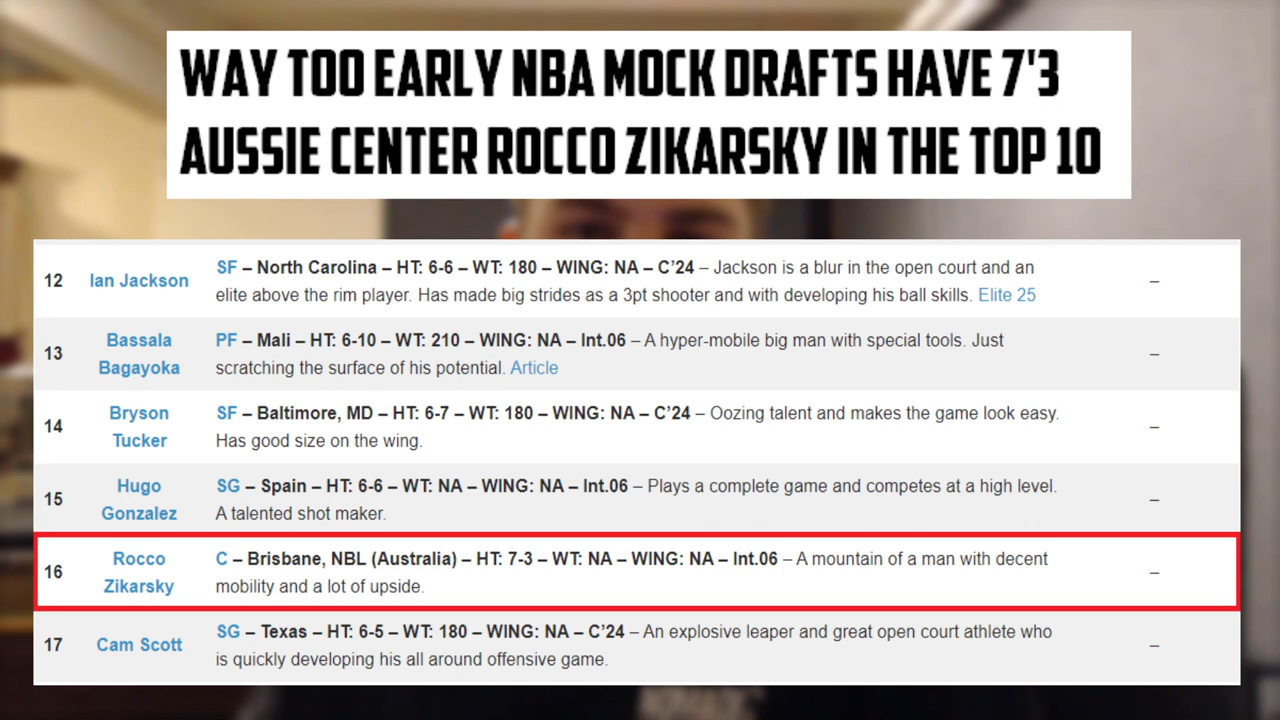 WAY TOO EARLY NBA MOCK DRAFTS HAVE 7'3
AUSSIE CENTER ROCCO ZIKARSKY IN THE TOP 10
12 Ian Jackson SF – North Carolina – HT: 6-6 – WT: 180 – WING: NA – C’24 – Jackson is a blur in the open court and an
elite above the rim player. Has made big strides as a 3pt shooter and with developing his ball skills. Elite 25 –
13 Bassala Bagayoka PF – Mali – HT: 6-10 – WT: 210 – WING: NA – Int.06 – A hyper-mobile big man with special tools. Just
scratching the surface of his potential. Article –
14 Bryson Tucker SF – Baltimore, MD – HT: 6-7 – WT: 180 – WING: NA – C’24 – Oozing talent and makes the game look easy.
Has good size on the wing. –
15 Hugo Gonzalez SG – Spain – HT: 6-6 – WT: NA – WING: NA – Int.06 – Plays a complete game and competes at a high level.
A talented shot maker. –
16 Rocco Zikarsky C – Brisbane, NBL (Australia) – HT: 7-3 – WT: NA – WING: NA – Int.06 – A mountain of a man with decent
mobility and a lot of upside. –
17 Cam Scott SG – Texas – HT: 6-5 – WT: 180 – WING: NA – C’24 – An explosive leaper and great open court athlete who
is quickly developing his all around offensive game. –